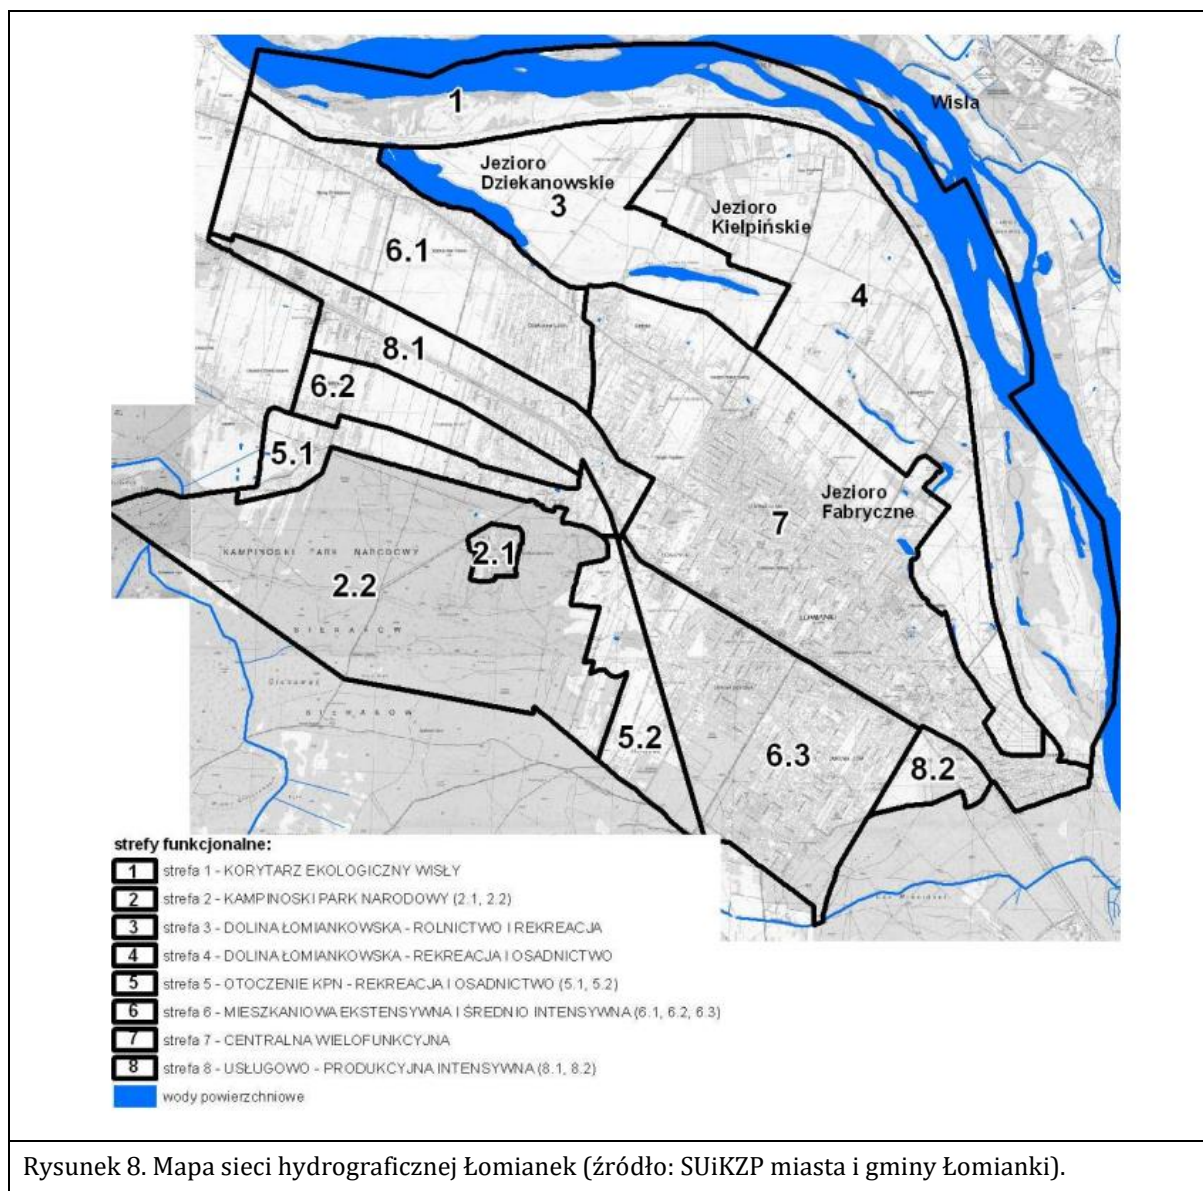 1
Wisla
Jezioro
Dziekanowskie
3
Jezioro
Kiełpińskie
6.1
4
8.1
6.2
5.1
Jezioro
Fabryczne
7
2.1
KAMPINOSKI PARK NARODOWY
2.2
SIERAKÓW
SIERAKÓW
ŁOMIANKI
5.2
6.3
8.2
strefy funkcjonalne:
1 strefa 1 - KORYTARZ EKOLOGICZNY WISŁY
2 strefa 2 - KAMPINOSKI PARK NARODOWY (2.1, 2.2)
3 strefa 3 - DOLINA ŁOMIANKOWSKA - ROLNICTWO I REKREACJA
4 strefa 4 - DOLINA ŁOMIANKOWSKA - REKREACJA I OSADNICTWO
5 strefa 5 - OTOCZENIE KPN - REKREACJA I OSADNICTWO (5.1, 5.2)
6 strefa 6 - MIESZKANIOWA EKSTENSYWNA I ŚREDNIO INTENSYWNA (6.1, 6.2, 6.3)
7 strefa 7 - CENTRALNA WIELOFUNKCYJNA
8 strefa 8 - USŁUGOWO - PRODUKCYJNA INTENSYWNA (8.1, 8.2)
wody powierzchniowe
Rysunek 8. Mapa sieci hydrograficznej Łomianek (źródło: SUiKZP miasta i gminy Łomianki).